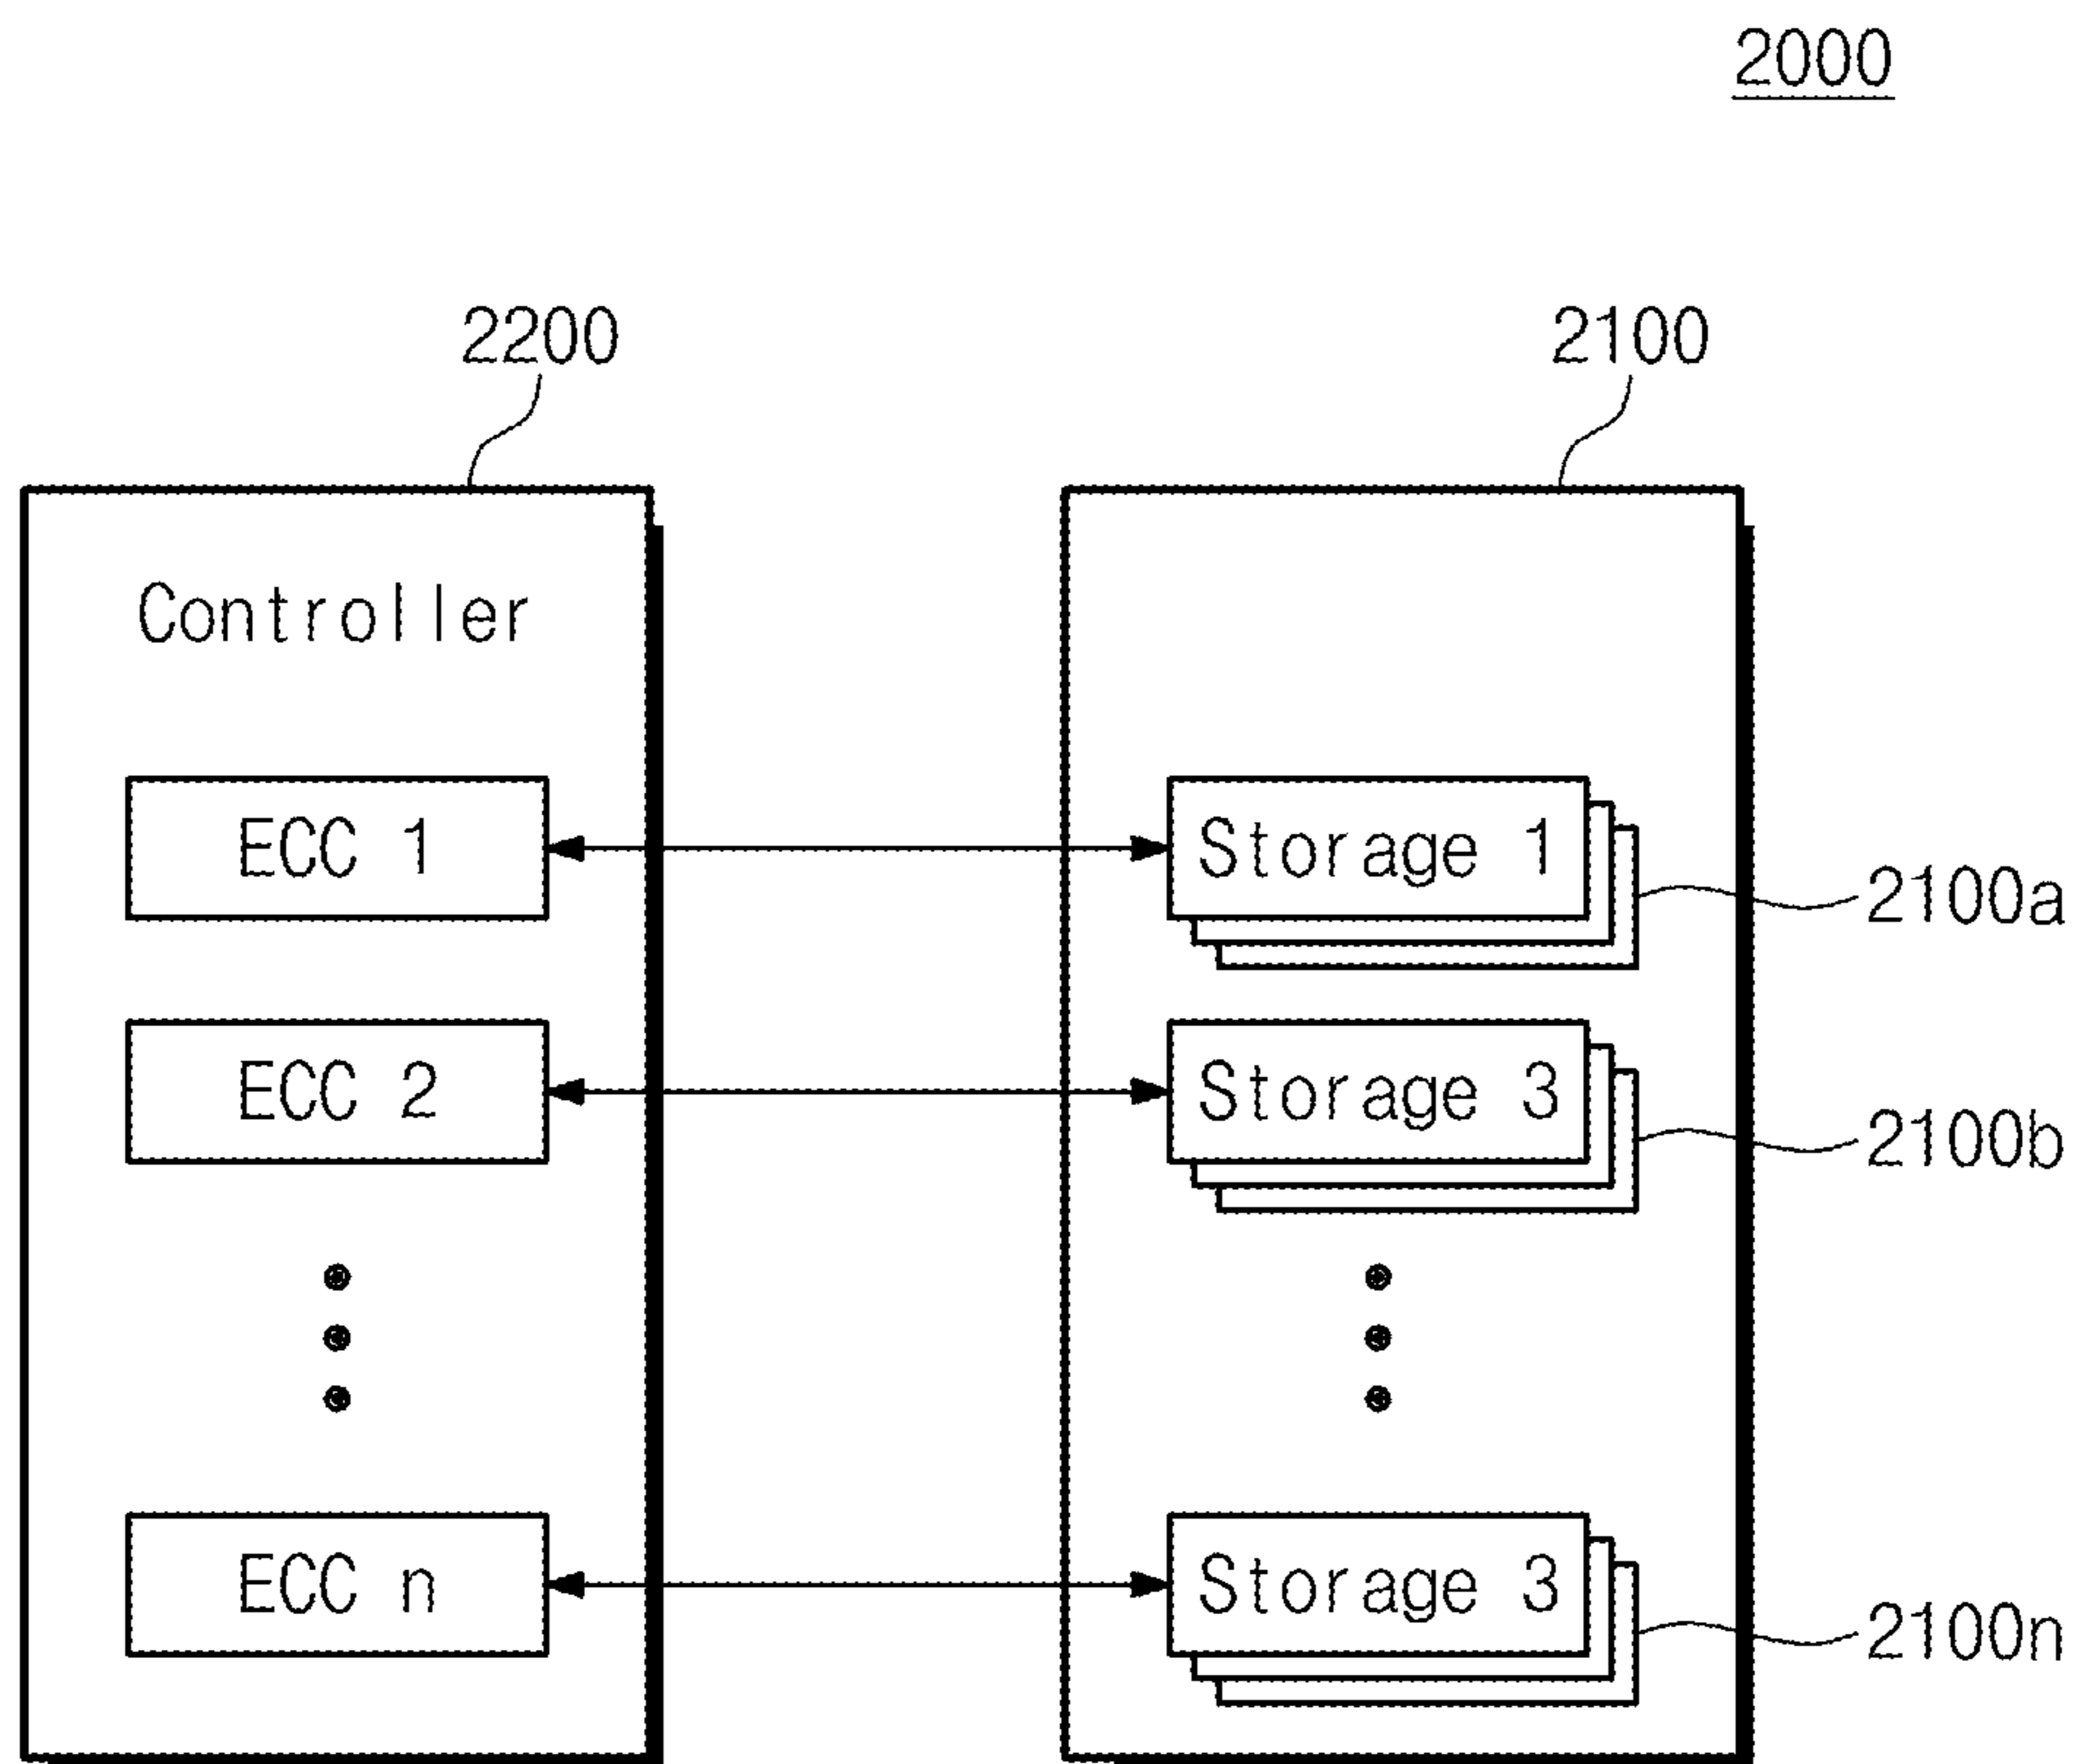 2000
2200
2100
Controller
ECC 1
Storage 1
2100a
ECC 2
Storage 3
2100b
ECC n
Storage 3
2100n